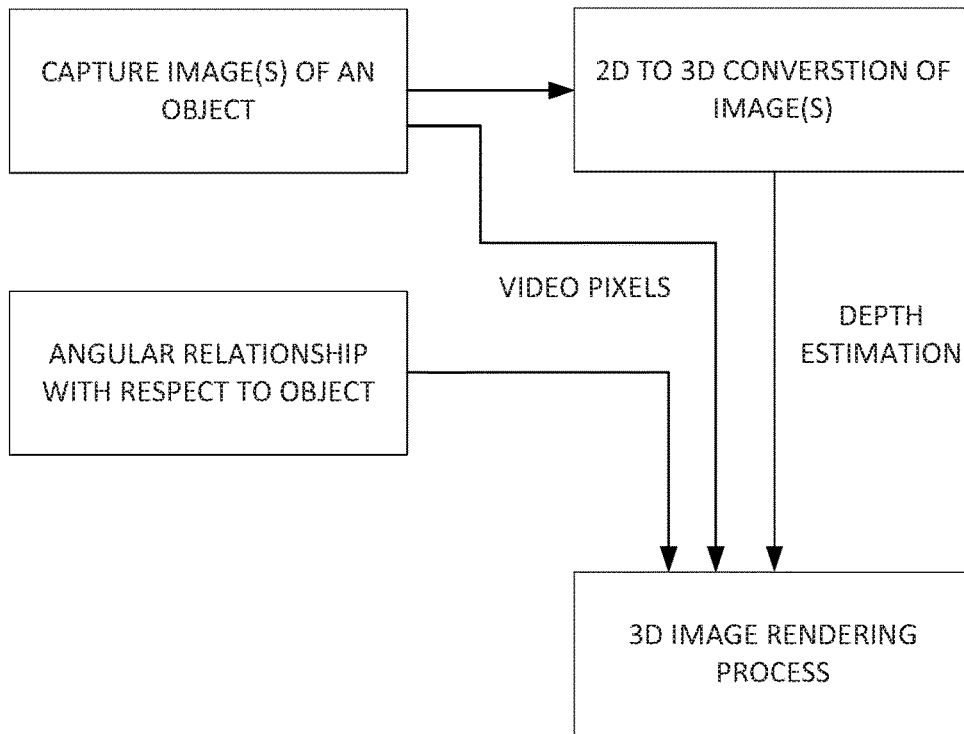 CAPTURE IMAGE(S) OF AN
OBJECT
2D TO 3D CONVERSTION OF
IMAGE(S)
VIDEO PIXELS
DEPTH
ESTIMATION
ANGULAR RELATIONSHIP
WITH RESPECT TO OBJECT
3D IMAGE RENDERING
PROCESS